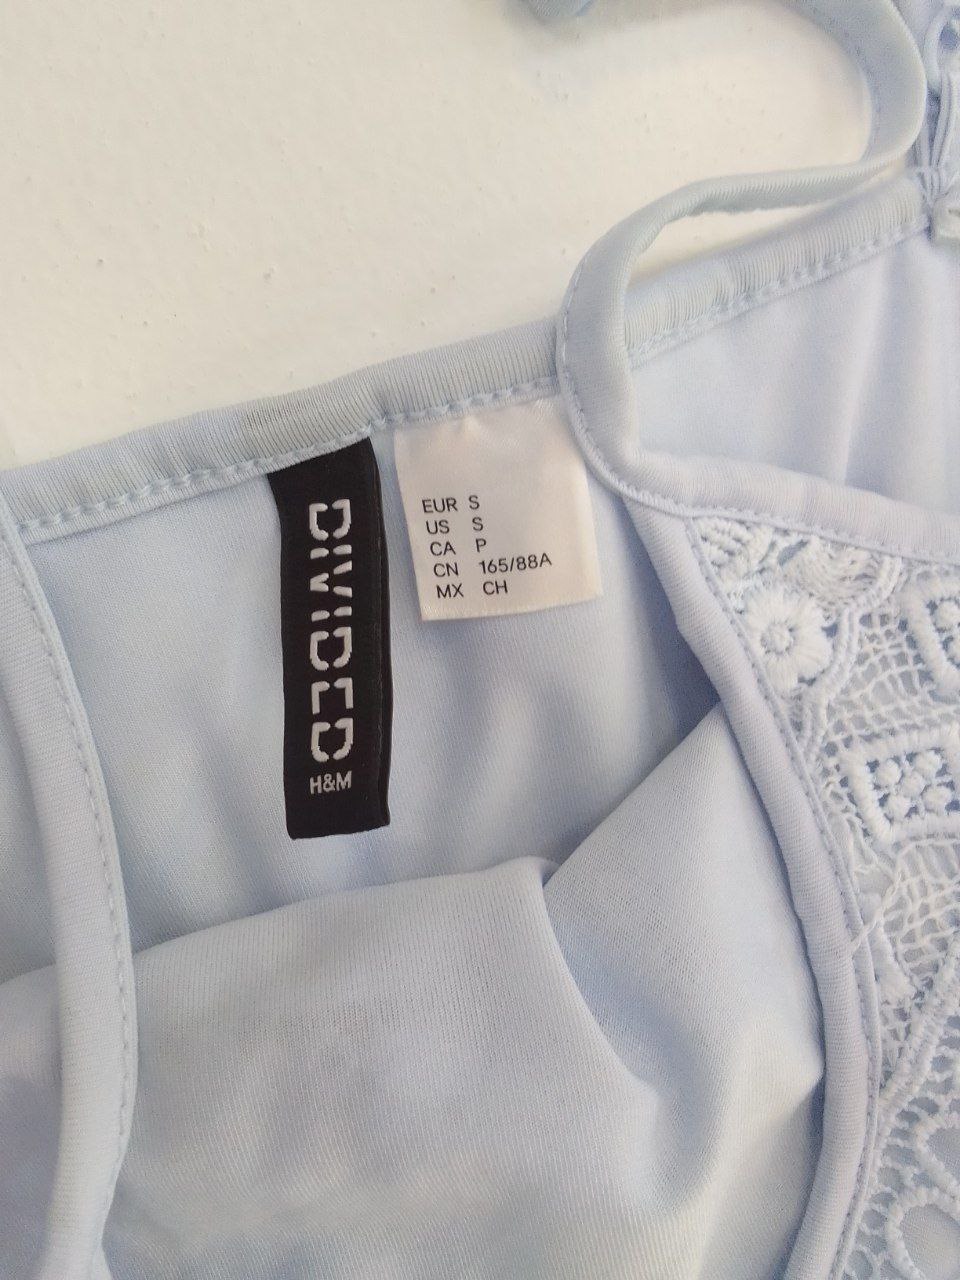 DIVIDED
H&M
EUR S
US S
CA P
CN 165/88A
MX CH